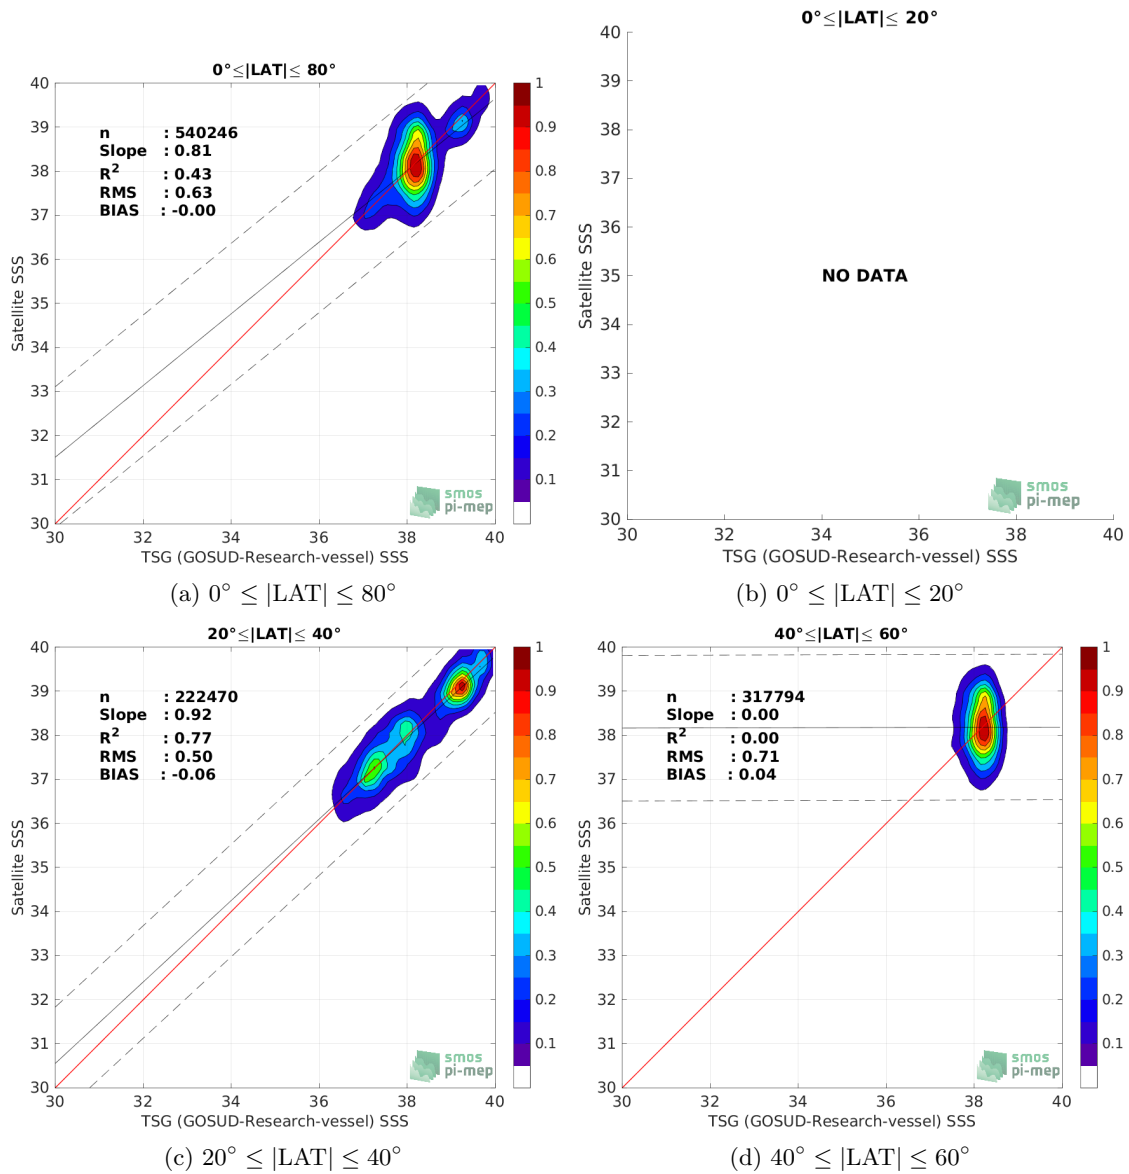 0°≤|LAT|≤ 80°
n : 540246
Slope : 0.81
R² : 0.43
RMS : 0.63
BIAS : -0.00
40
39
38
37
36
35
34
33
32
31
30
30 32 34 36 38 40
Satellite SSS
TSG (GOSUD-Research-vessel) SSS
1
0.9
0.8
0.7
0.6
0.5
0.4
0.3
0.2
0.1
smos
pi-mep
(a) 0° ≤ |LAT| ≤ 80°
0°≤|LAT|≤ 20°
40
39
38
37
36
35
34
33
32
31
30
30 32 34 36 38 40
Satellite SSS
NO DATA
TSG (GOSUD-Research-vessel) SSS
smos
pi-mep
(b) 0° ≤ |LAT| ≤ 20°
20°≤|LAT|≤ 40°
n : 222470
Slope : 0.92
R² : 0.77
RMS : 0.50
BIAS : -0.06
40
39
38
37
36
35
34
33
32
31
30
30 32 34 36 38 40
Satellite SSS
TSG (GOSUD-Research-vessel) SSS
1
0.9
0.8
0.7
0.6
0.5
0.4
0.3
0.2
0.1
smos
pi-mep
(c) 20° ≤ |LAT| ≤ 40°
40°≤|LAT|≤ 60°
n : 317794
Slope : 0.00
R² : 0.00
RMS : 0.71
BIAS : 0.04
40
39
38
37
36
35
34
33
32
31
30
30 32 34 36 38 40
Satellite SSS
TSG (GOSUD-Research-vessel) SSS
1
0.9
0.8
0.7
0.6
0.5
0.4
0.3
0.2
0.1
smos
pi-mep
(d) 40° ≤ |LAT| ≤ 60°